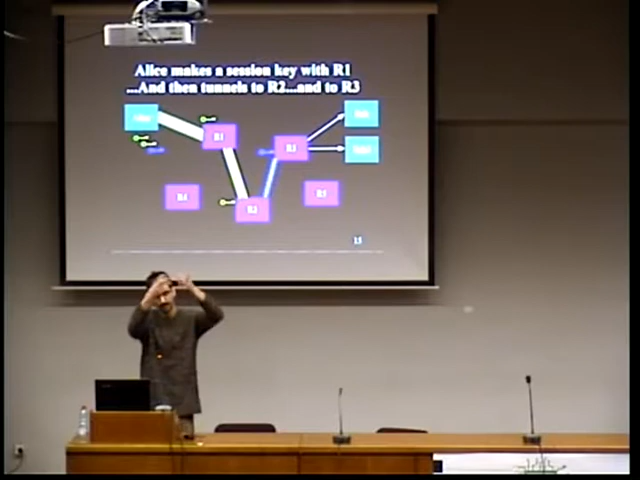 Alice makes a session key with R1
...And then tunnels to R2...and to R3
R1
R3
R4
R5
R2
15